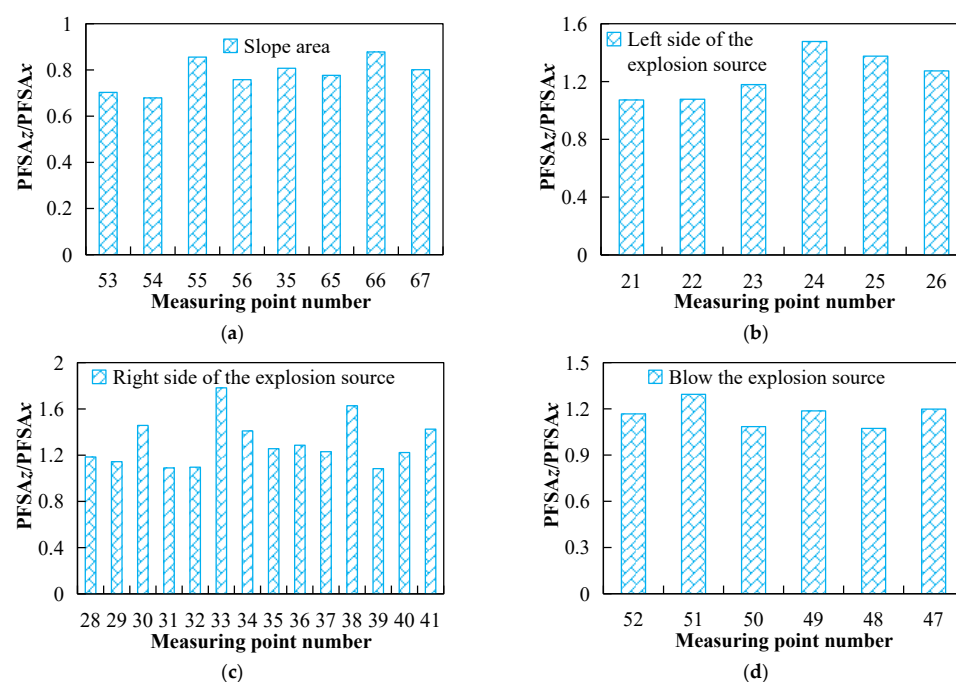 1
0.8
0.6
0.4
0.2
0
PFSAz/PFSAx
Slope area
53 54 55 56 35 65 66 67
Measuring point number
(a)
1.6
1.2
0.8
0.4
0
PFSAz/PFSAx
Left side of the
explosion source
21 22 23 24 25 26
Measuring point number
(b)
2
1.6
1.2
0.8
0.4
0
PFSAz/PFSAx
Right side of the explosion source
28 29 30 31 32 33 34 35 36 37 38 39 40 41
Measuring point number
(c)
1.5
1.2
0.9
0.6
0.3
0
PFSAz/PFSAx
Blow the explosion source
52 51 50 49 48 47
Measuring point number
(d)